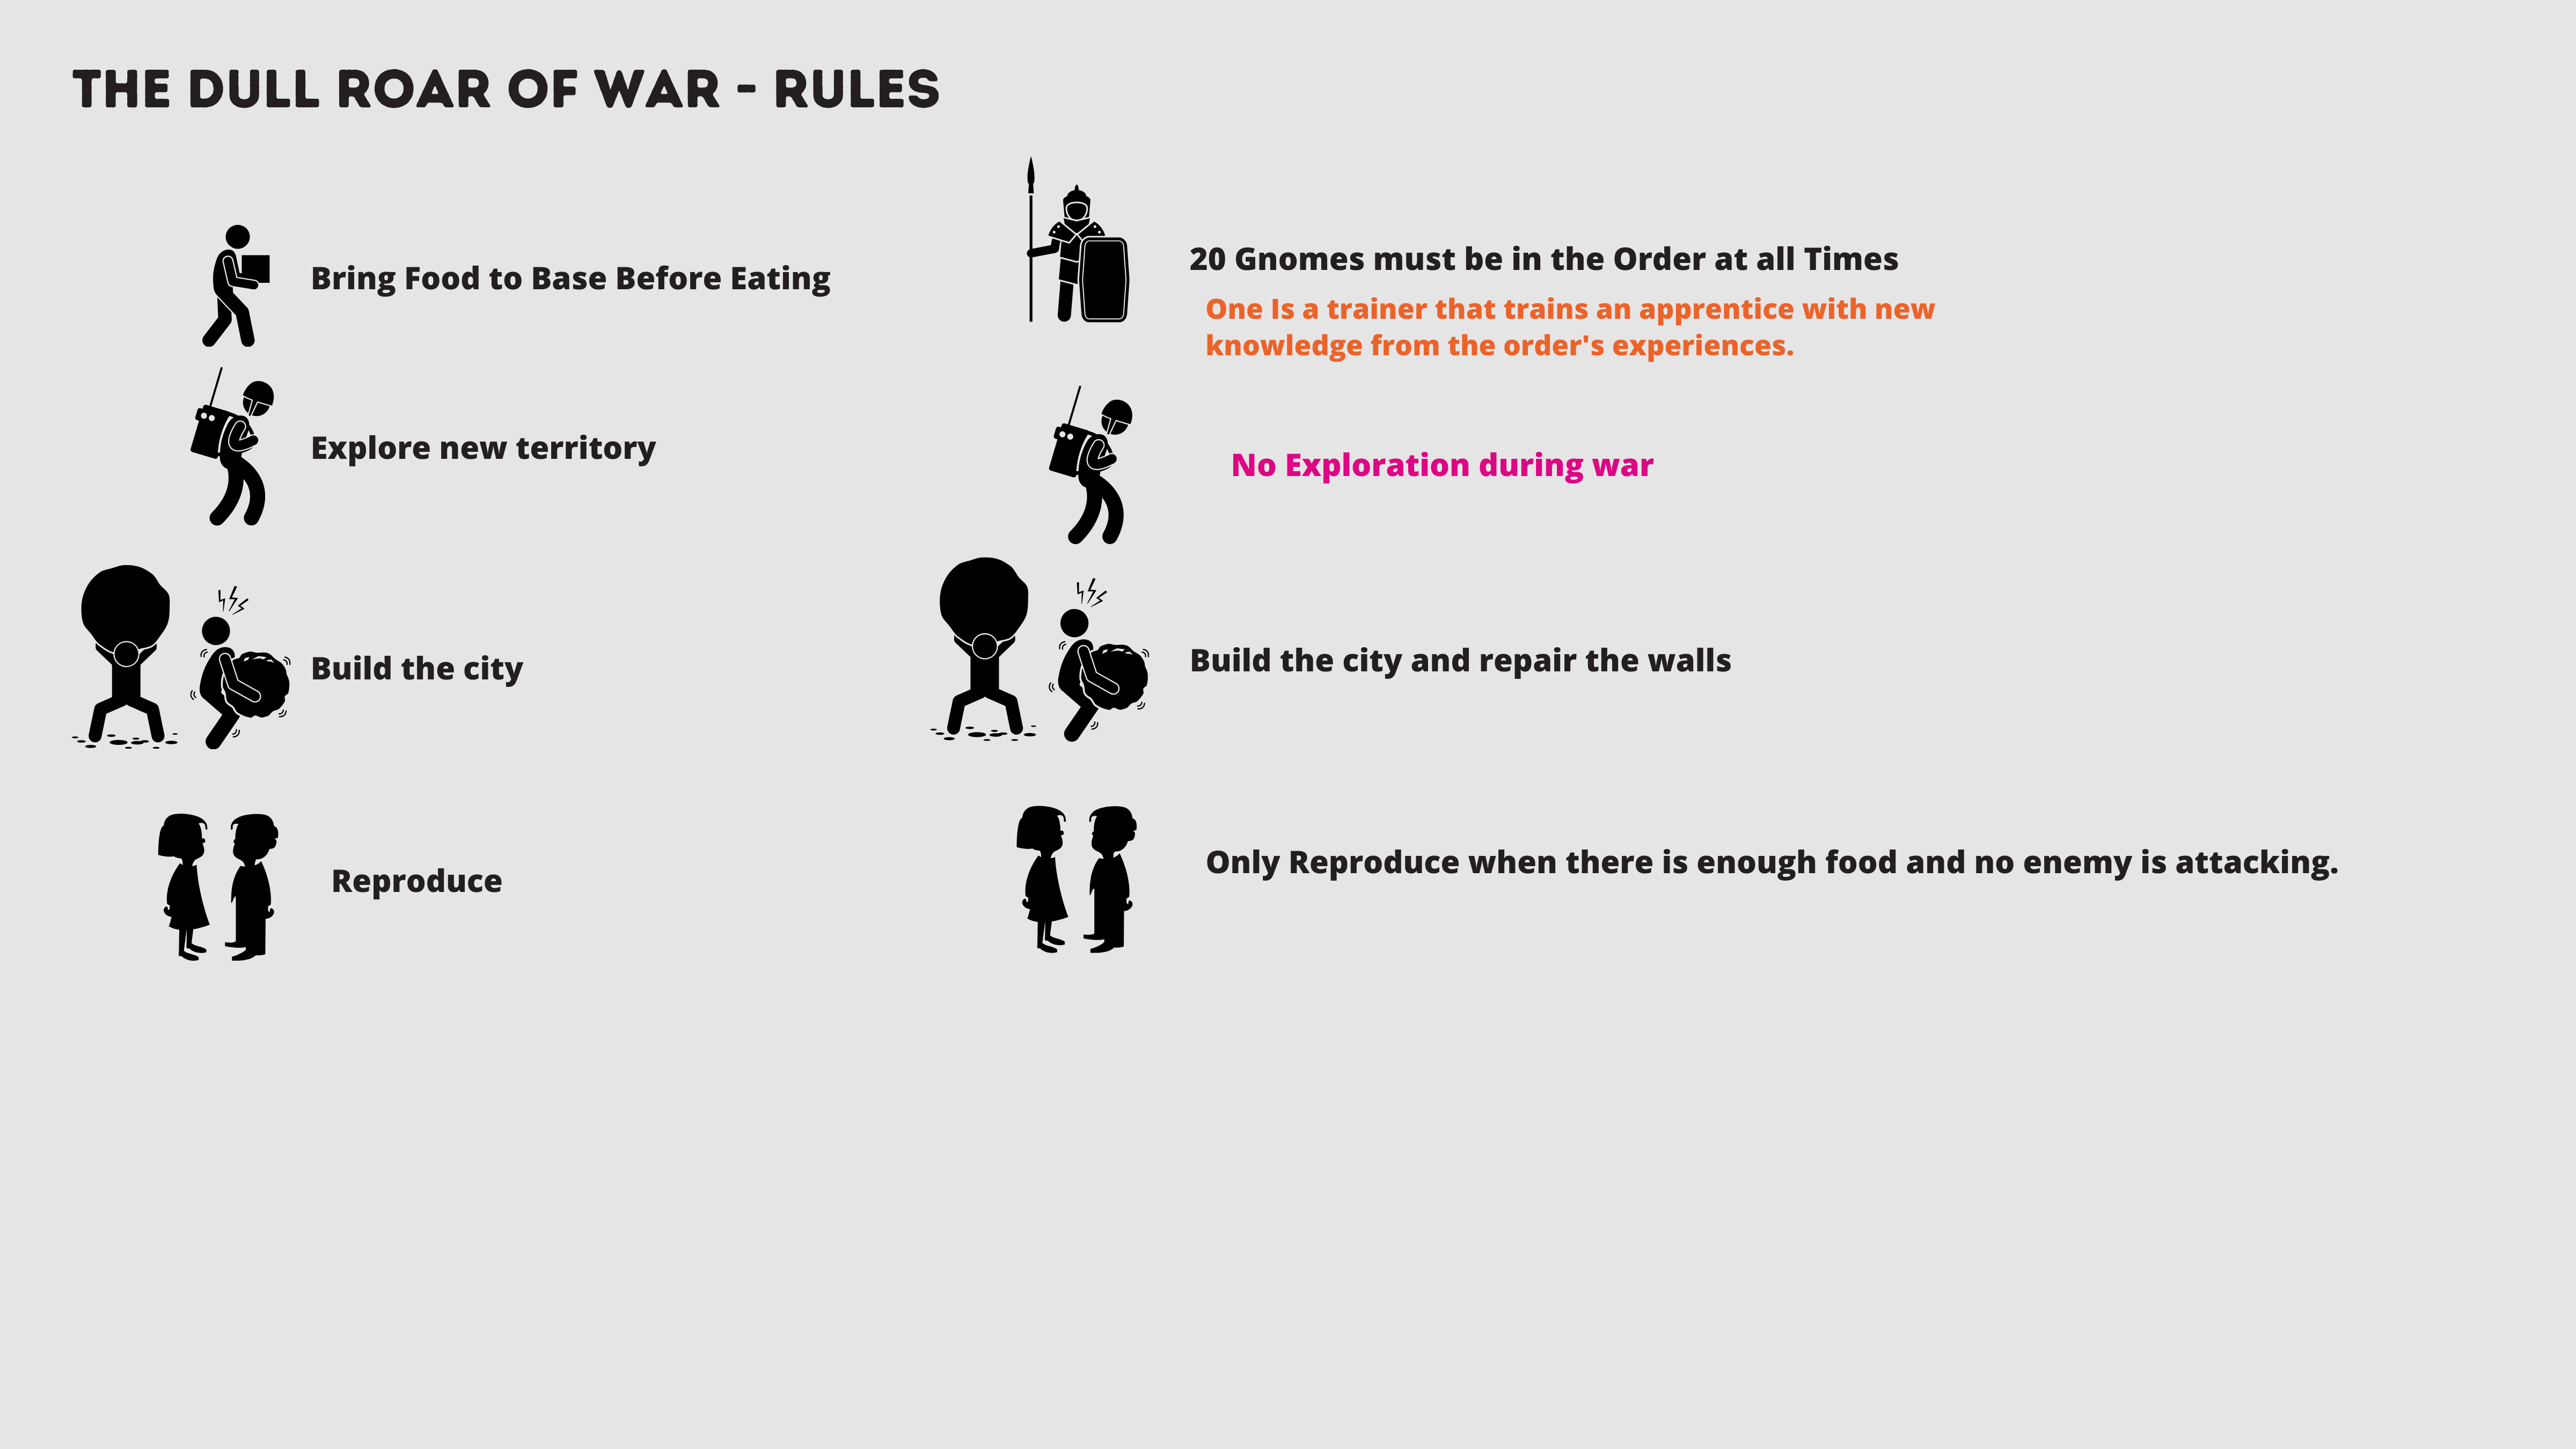 THE DULL ROAR OF WAR - RULES
Bring Food to Base Before Eating
Explore new territory
Build the city
Reproduce
20 Gnomes must be in the Order at all Times
One Is a trainer that trains an apprentice with new
knowledge from the order's experiences.
No Exploration during war
Build the city and repair the walls
Only Reproduce when there is enough food and no enemy is attacking.